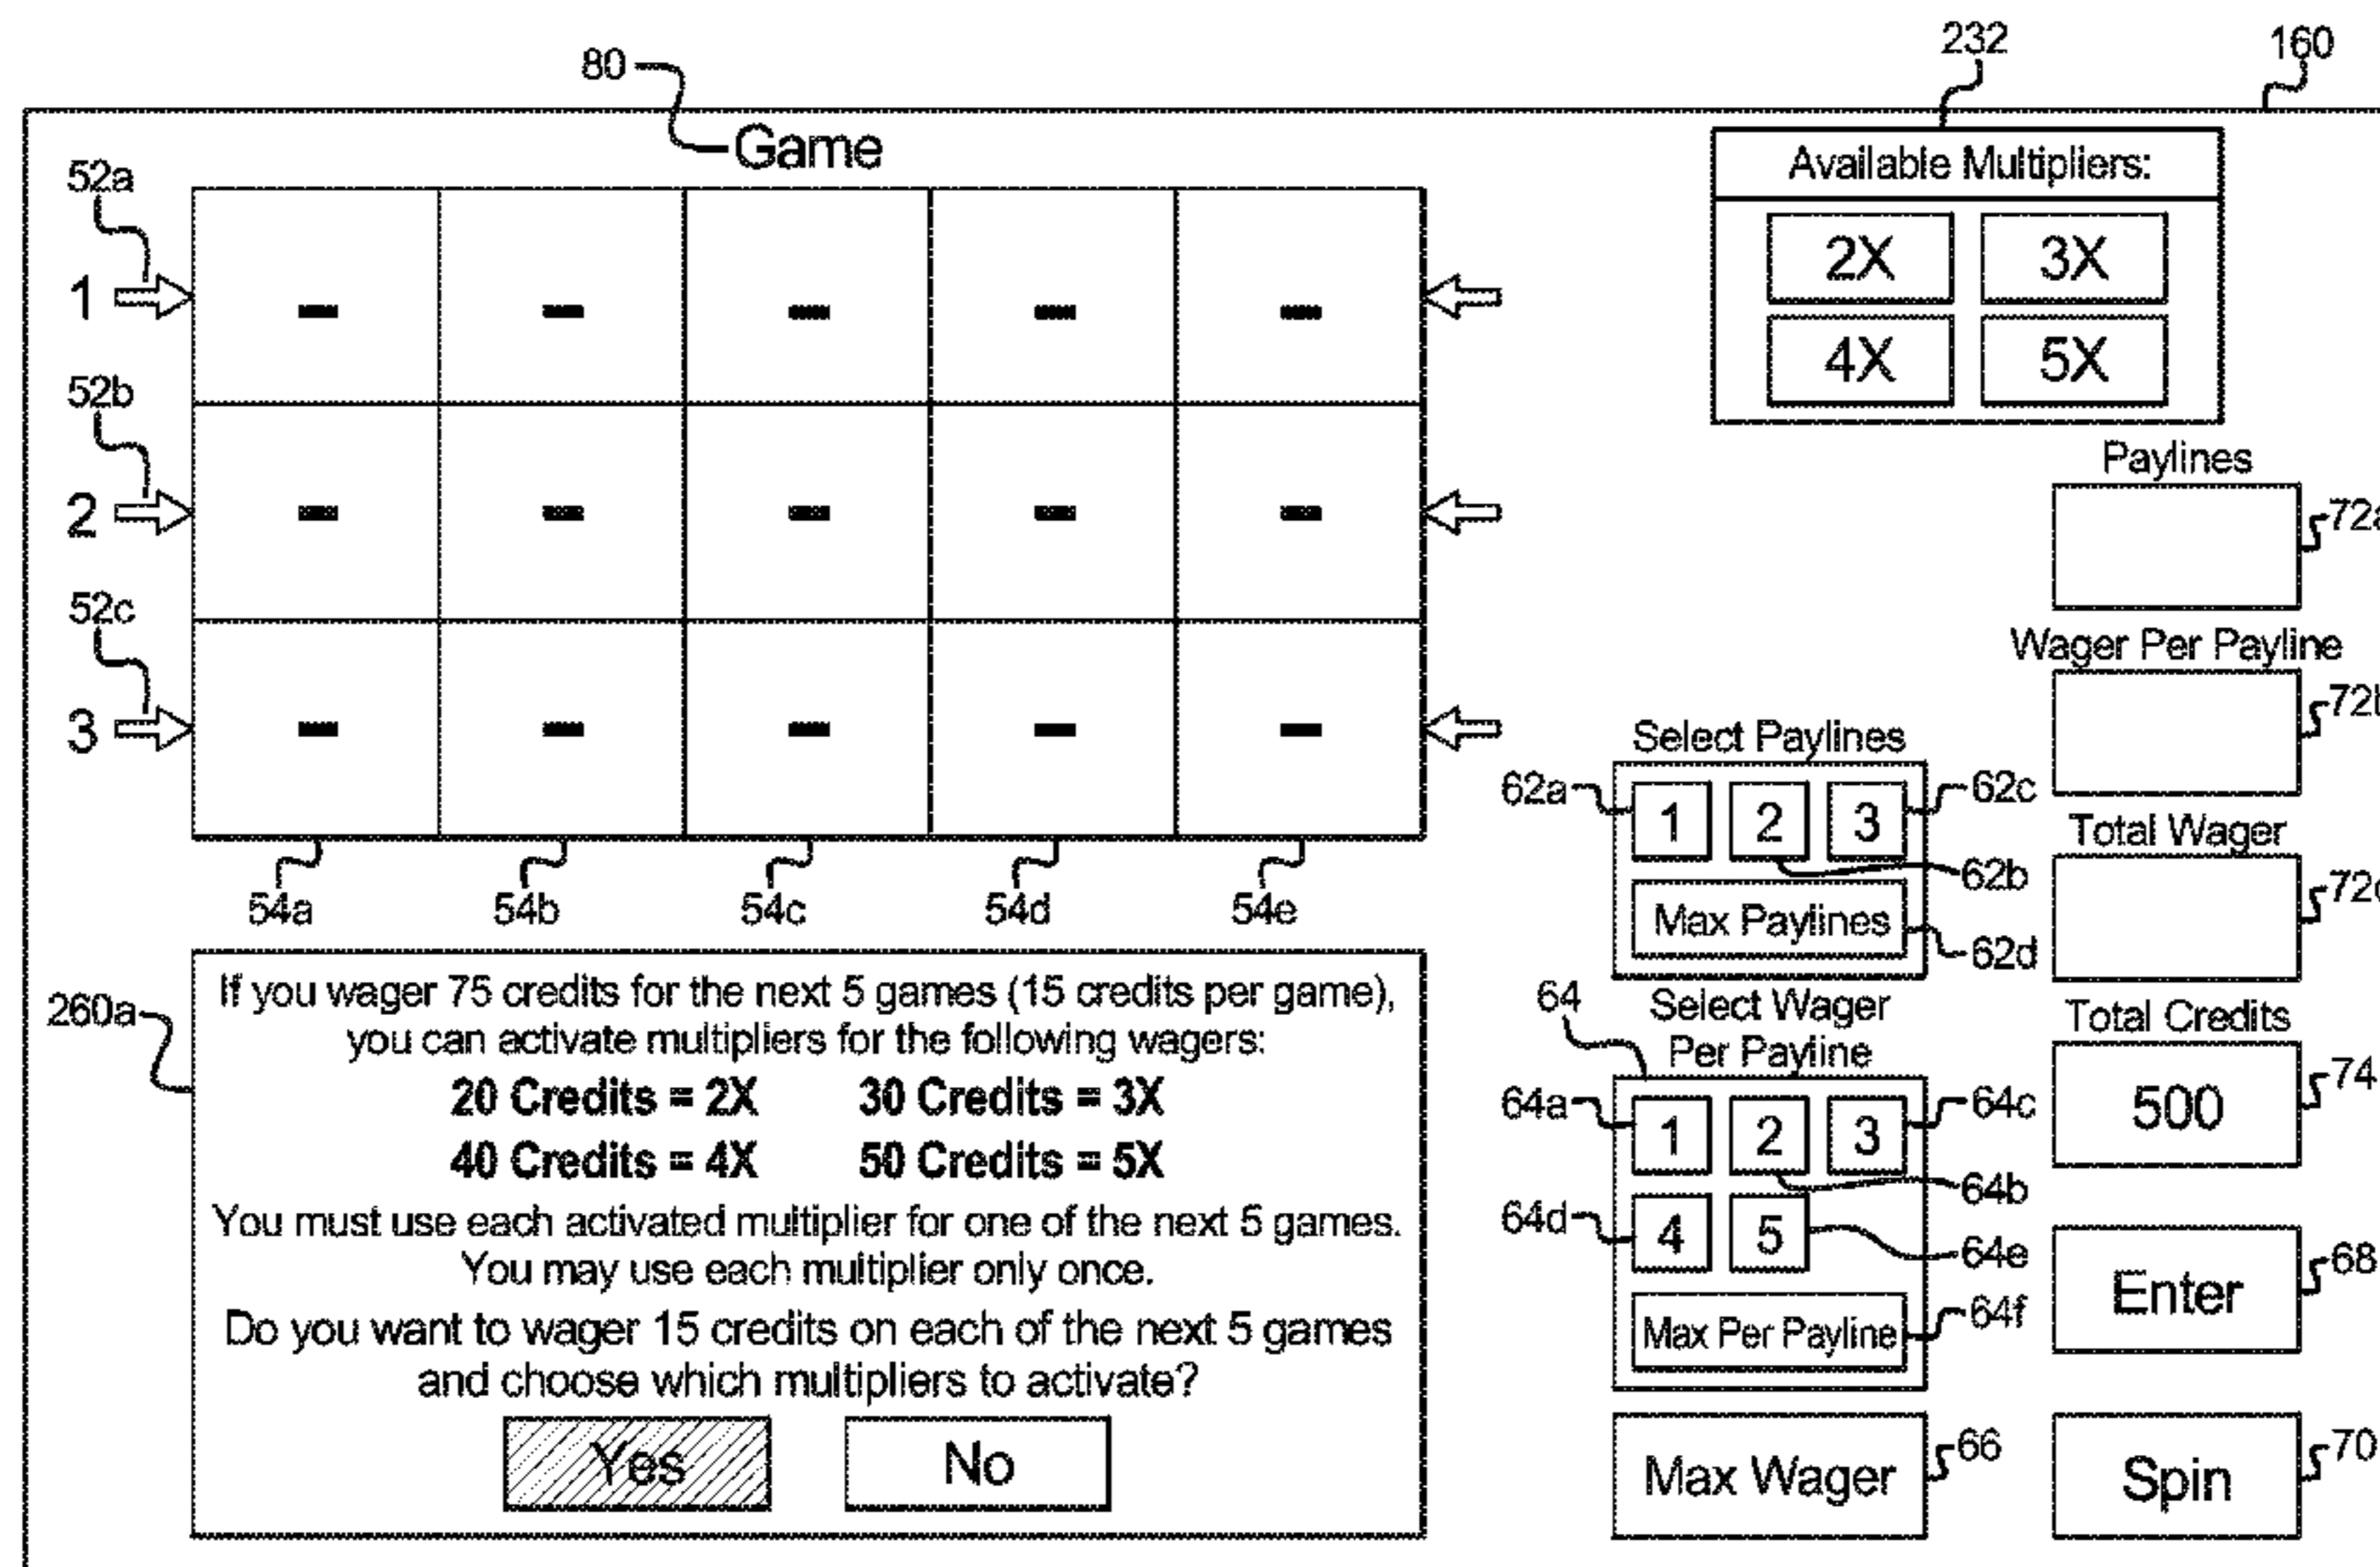 232
160
80
Game
52a
Available Multipliers:
2X 3X
4X 5X
1
52b
2
52c
3
Paylines
72a
Wager Per Payline
Select Paylines
62a
1 2 3
62c
62b
Max Paylines
62d
Total Wager
54a 54b 54c 54d 54e
260a
If you wager 75 credits for the next 5 games (15 credits per game),
you can activate multipliers for the following wagers:
20 Credits = 2X 30 Credits = 3X
40 Credits = 4X 50 Credits = 5X
You must use each activated multiplier for one of the next 5 games.
You may use each multiplier only once.
Do you want to wager 15 credits on each of the next 5 games
and choose which multipliers to activate?
Yes No
64
Select Wager
Per Payline
64a
1 2 3
64c
64b
64d
4 5
64e
Max Per Payline
64f
Max Wager
66
Total Credits
500
74
Enter
68
Spin
70